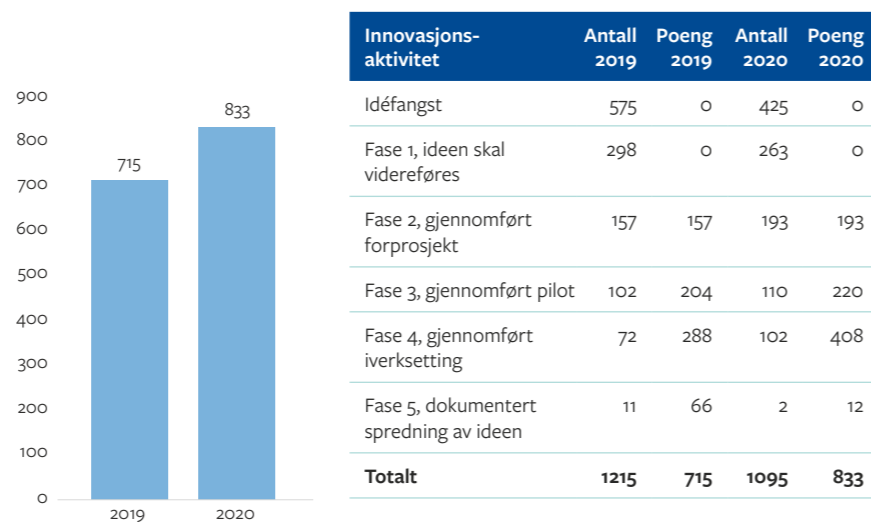 900
800
700
600
500
400
300
200
100
0
715
833
2019
2020
Innovasjons-
aktivitet
Antall
2019
Poeng
2019
Antall
2020
Poeng
2020
Idéfangst 575 0 425 0
Fase 1, ideen skal 298 0 263 0
videreføres
Fase 2, gjennomført 157 157 193 193
forprosjekt
Fase 3, gjennomført pilot 102 204 110 220
Fase 4, gjennomført 72 288 102 408
iverksetting
Fase 5, dokumentert 11 66 2 12
spredning av ideen
Totalt 1215 715 1095 833